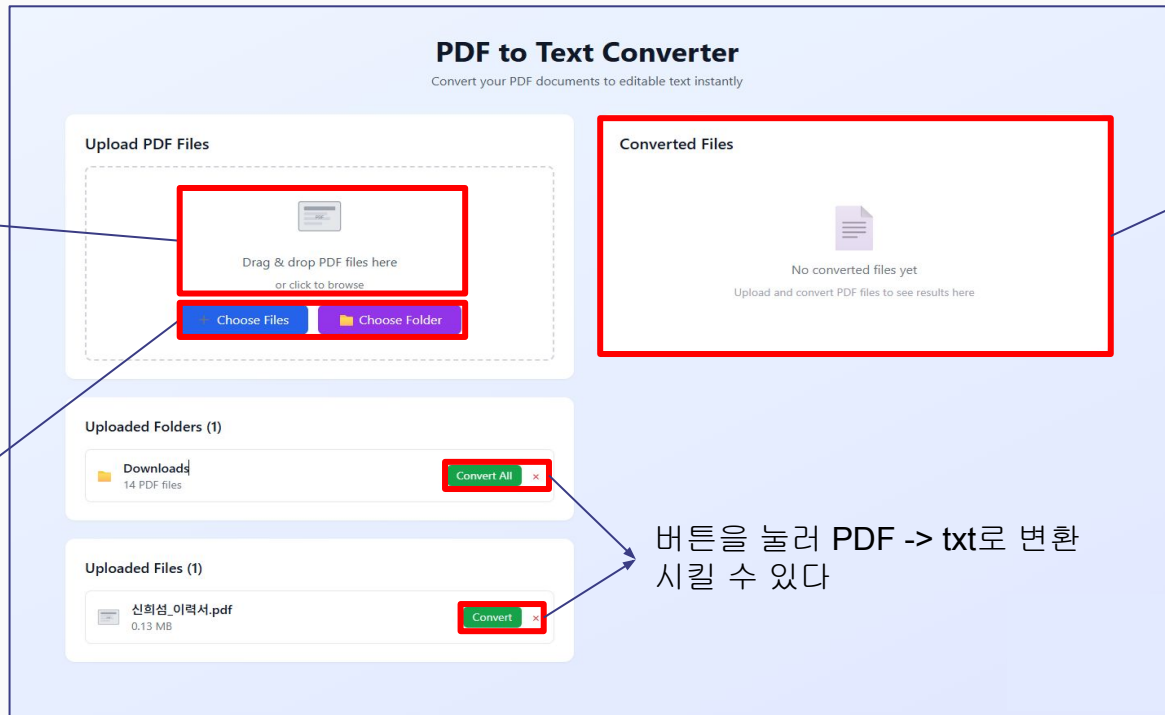 PDF to Text Converter
Convert your PDF documents to editable text instantly
Upload PDF Files
Drag & drop PDF files here
or click to browse
+ Choose Files
Choose Folder
Converted Files
No converted files yet
Upload and convert PDF files to see results here
Uploaded Folders (1)
Downloads
14 PDF files
Convert All ×
버튼을 눌러 PDF -> txt로 변환
시킬 수 있다
Uploaded Files (1)
신희섬_이력서.pdf
0.13 MB
Convert ×